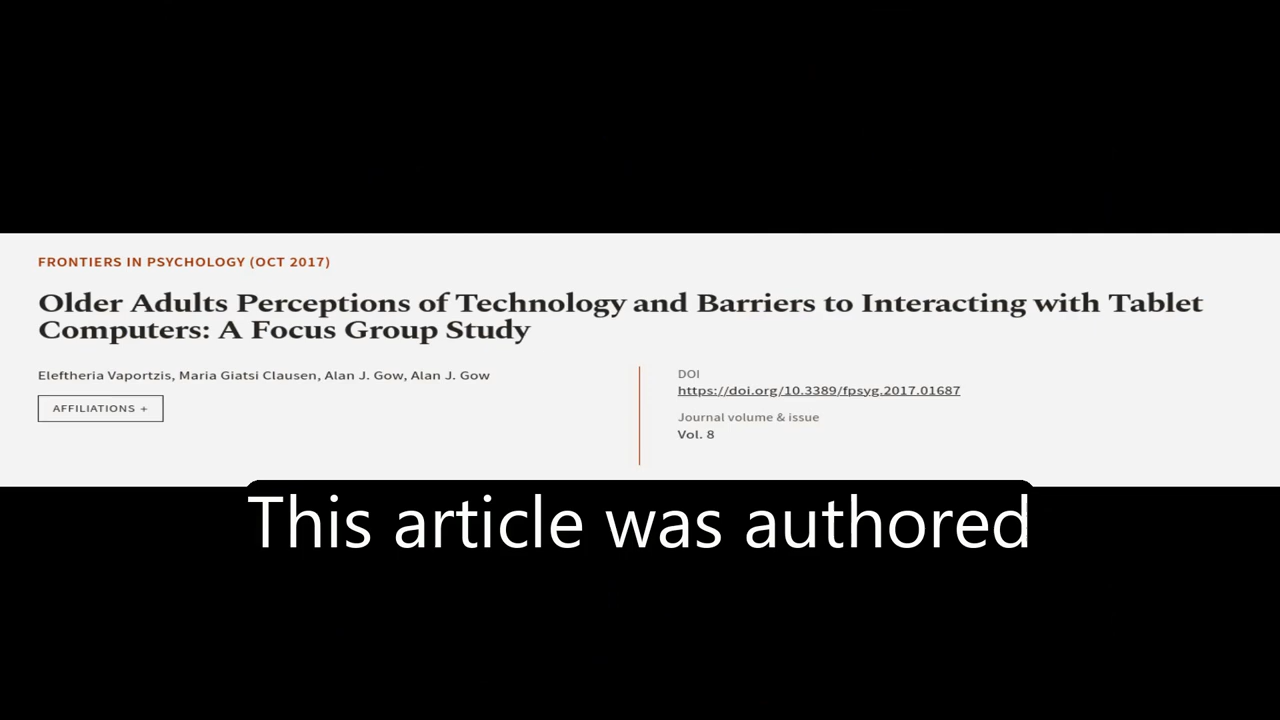 FRONTIERS IN PSYCHOLOGY (OCT 2017)
Older Adults Perceptions of Technology and Barriers to Interacting with Tablet
Computers: A Focus Group Study
Eleftheria Vaportzis, Maria Giatsi Clausen, Alan J. Gow, Alan J. Gow
AFFILIATIONS +
DOI
https://doi.org/10.3389/fpsyg.2017.01687
Journal volume & issue
Vol. 8
This article was authored